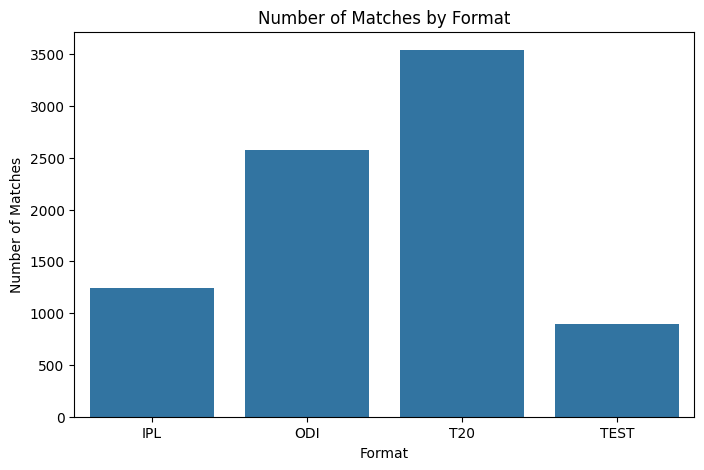 Number of Matches by Format
Number of Matches
3500
3000
2500
2000
1500
1000
500
0
IPL ODI T20 TEST
Format